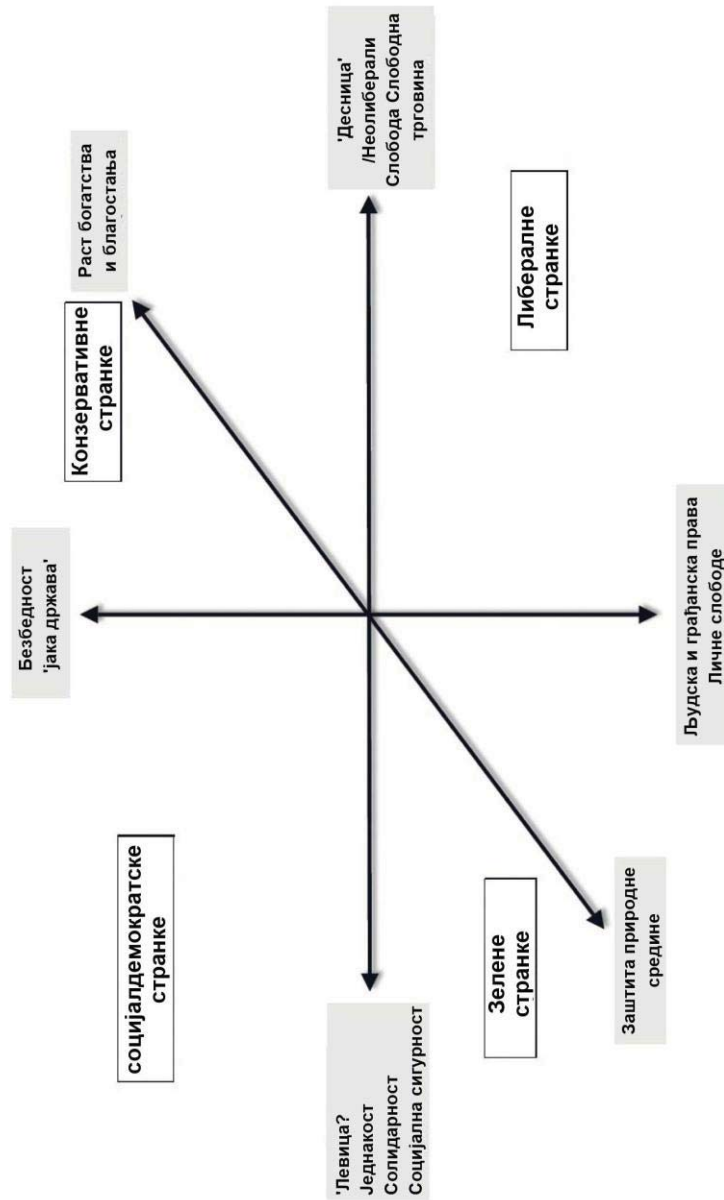 Безбедност
'јака држава'
Раст богатства
и благостања
Конзервативне
странке
социјалдемократске
странке
'Левица?
Једнакост
Солидарност
Социјална сигурност
'Десница'
/Неолиберали
Слобода Слободна
трговина
Зелене
странке
Либералне
странке
Заштита природне
средине
Људска и грађанска права
Личне слободе